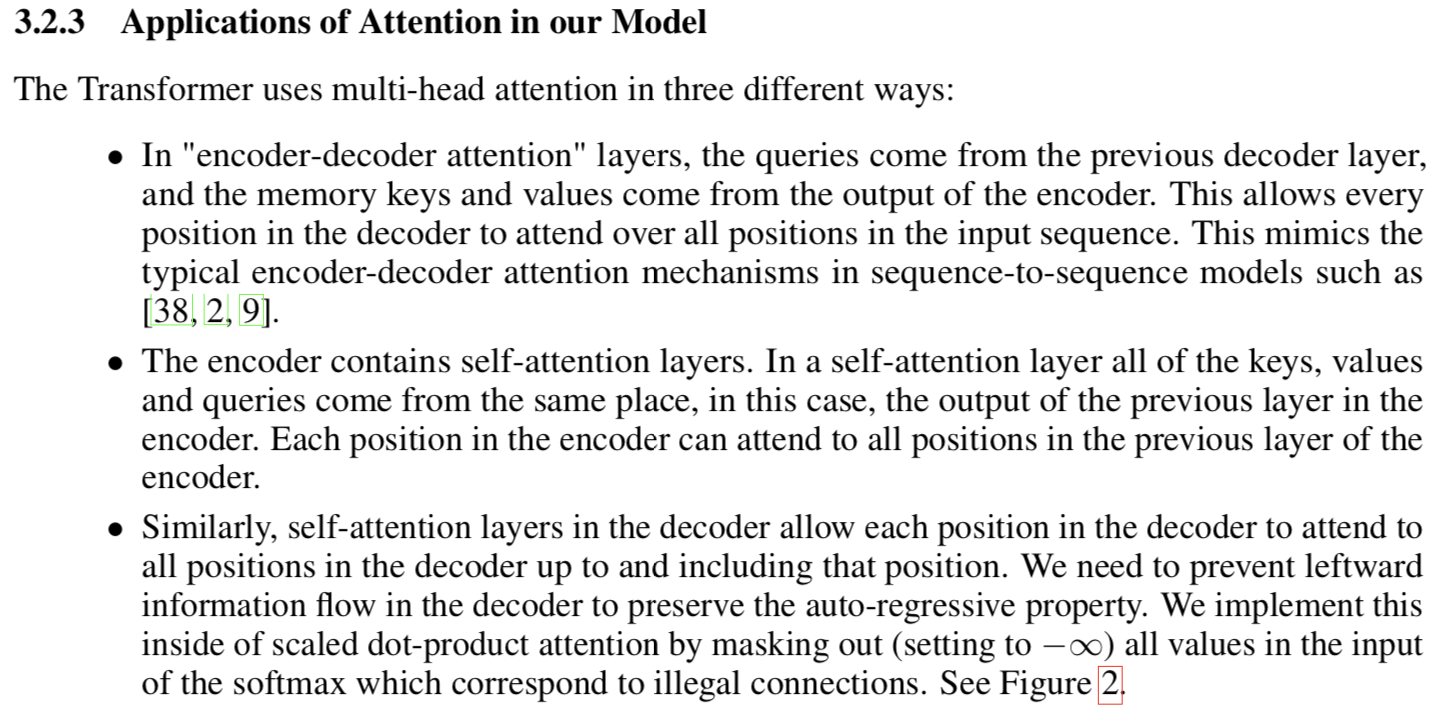 3.2.3 Applications of Attention in our Model
The Transformer uses multi-head attention in three different ways:
• In "encoder-decoder attention" layers, the queries come from the previous decoder layer,
and the memory keys and values come from the output of the encoder. This allows every
position in the decoder to attend over all positions in the input sequence. This mimics the
typical encoder-decoder attention mechanisms in sequence-to-sequence models such as
[38, 2, 9].
• The encoder contains self-attention layers. In a self-attention layer all of the keys, values
and queries come from the same place, in this case, the output of the previous layer in the
encoder. Each position in the encoder can attend to all positions in the previous layer of the
encoder.
• Similarly, self-attention layers in the decoder allow each position in the decoder to attend to
all positions in the decoder up to and including that position. We need to prevent leftward
information flow in the decoder to preserve the auto-regressive property. We implement this
inside of scaled dot-product attention by masking out (setting to −∞) all values in the input
of the softmax which correspond to illegal connections. See Figure 2.